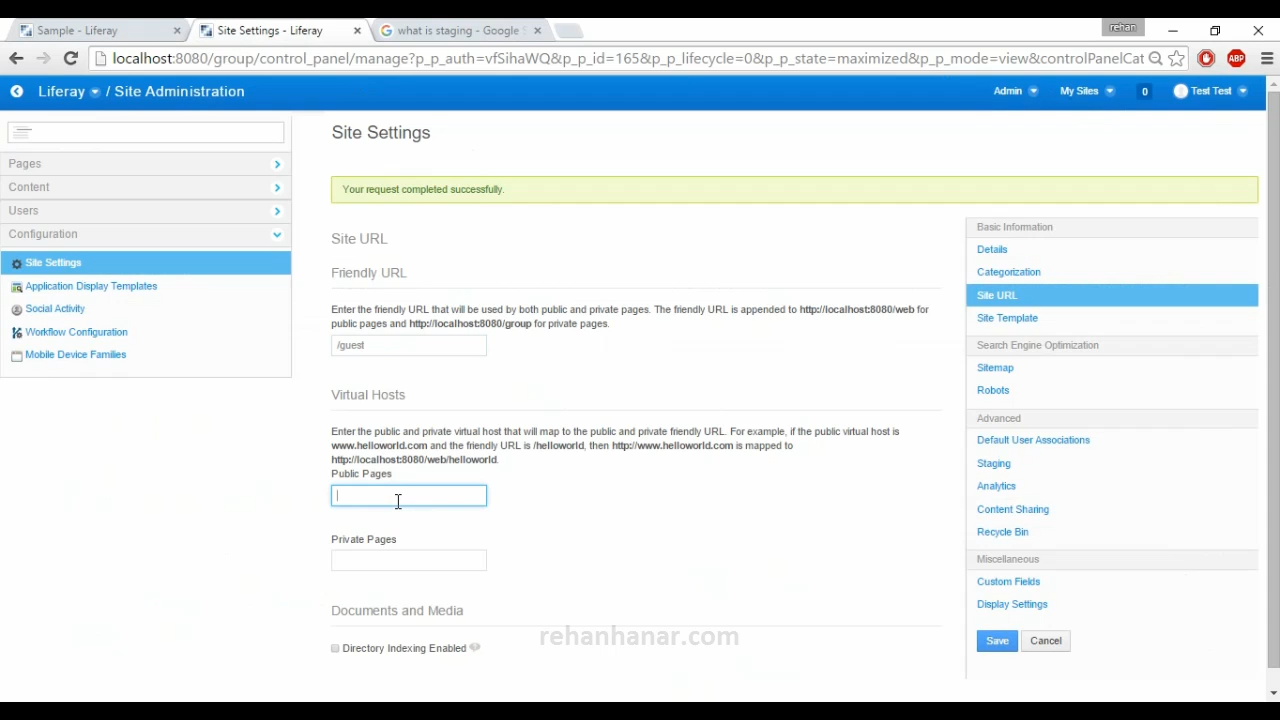 Sample - Liferay
Site Settings - Liferay
what is staging - Google S
rehan
localhost:8080/group/control_panel/manage?p_p_auth=vfSihaWQ&p_p_id=165&p_p_lifecycle=0&p_p_state=maximized&p_p_mode=view&controlPanelCat
ABP
Liferay / Site Administration
Admin
My Sites
0
Test Test
Pages
Content
Users
Configuration
Site Settings
Application Display Templates
Social Activity
Workflow Configuration
Mobile Device Families
Site Settings
Your request completed successfully.
Site URL
Friendly URL
Enter the friendly URL that will be used by both public and private pages. The friendly URL is appended to http://localhost:8080/web for
public pages and http://localhost:8080/group for private pages.
/guest
Virtual Hosts
Enter the public and private virtual host that will map to the public and private friendly URL. For example, if the public virtual host is
www.helloworld.com and the friendly URL is /helloworld, then http://www.helloworld.com is mapped to
http://localhost:8080/web/helloworld.
Public Pages
Private Pages
Documents and Media
Directory Indexing Enabled
Basic Information
Details
Categorization
Site URL
Site Template
Search Engine Optimization
Sitemap
Robots
Advanced
Default User Associations
Staging
Analytics
Content Sharing
Recycle Bin
Miscellaneous
Custom Fields
Display Settings
Save
Cancel
rehanhanar.com